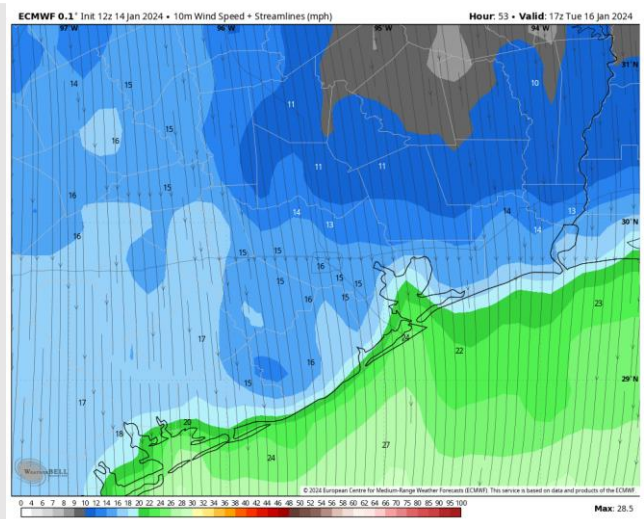 ECMWF 0.1° Init 12z 14 Jan 2024 • 10m Wind Speed + Streamlines (mph) Hour: 53 • Valid: 17z Tue 16 Jan 2024
97°W 96°W 95°W 94°W
31°N
14 15 10
11
16 15
11 11
16 15
14 13 14 13
30°N
16 14
15 15
16 15 15 15
16 15
23
24
17 22
16
29°N
15
17
18 20
24 27
WeatherBELL
© 2024 European Centre for Medium-Range Weather Forecasts (ECMWF). This service is based on data and products of the ECMWF.
0 4 6 7 8 9 10 12 14 16 18 20 22 24 26 28 30 32 34 36 38 40 42 44 46 48 50 52 54 56 58 60 62 64 66 70 75 80 85 90 95 100
Max: 28.5